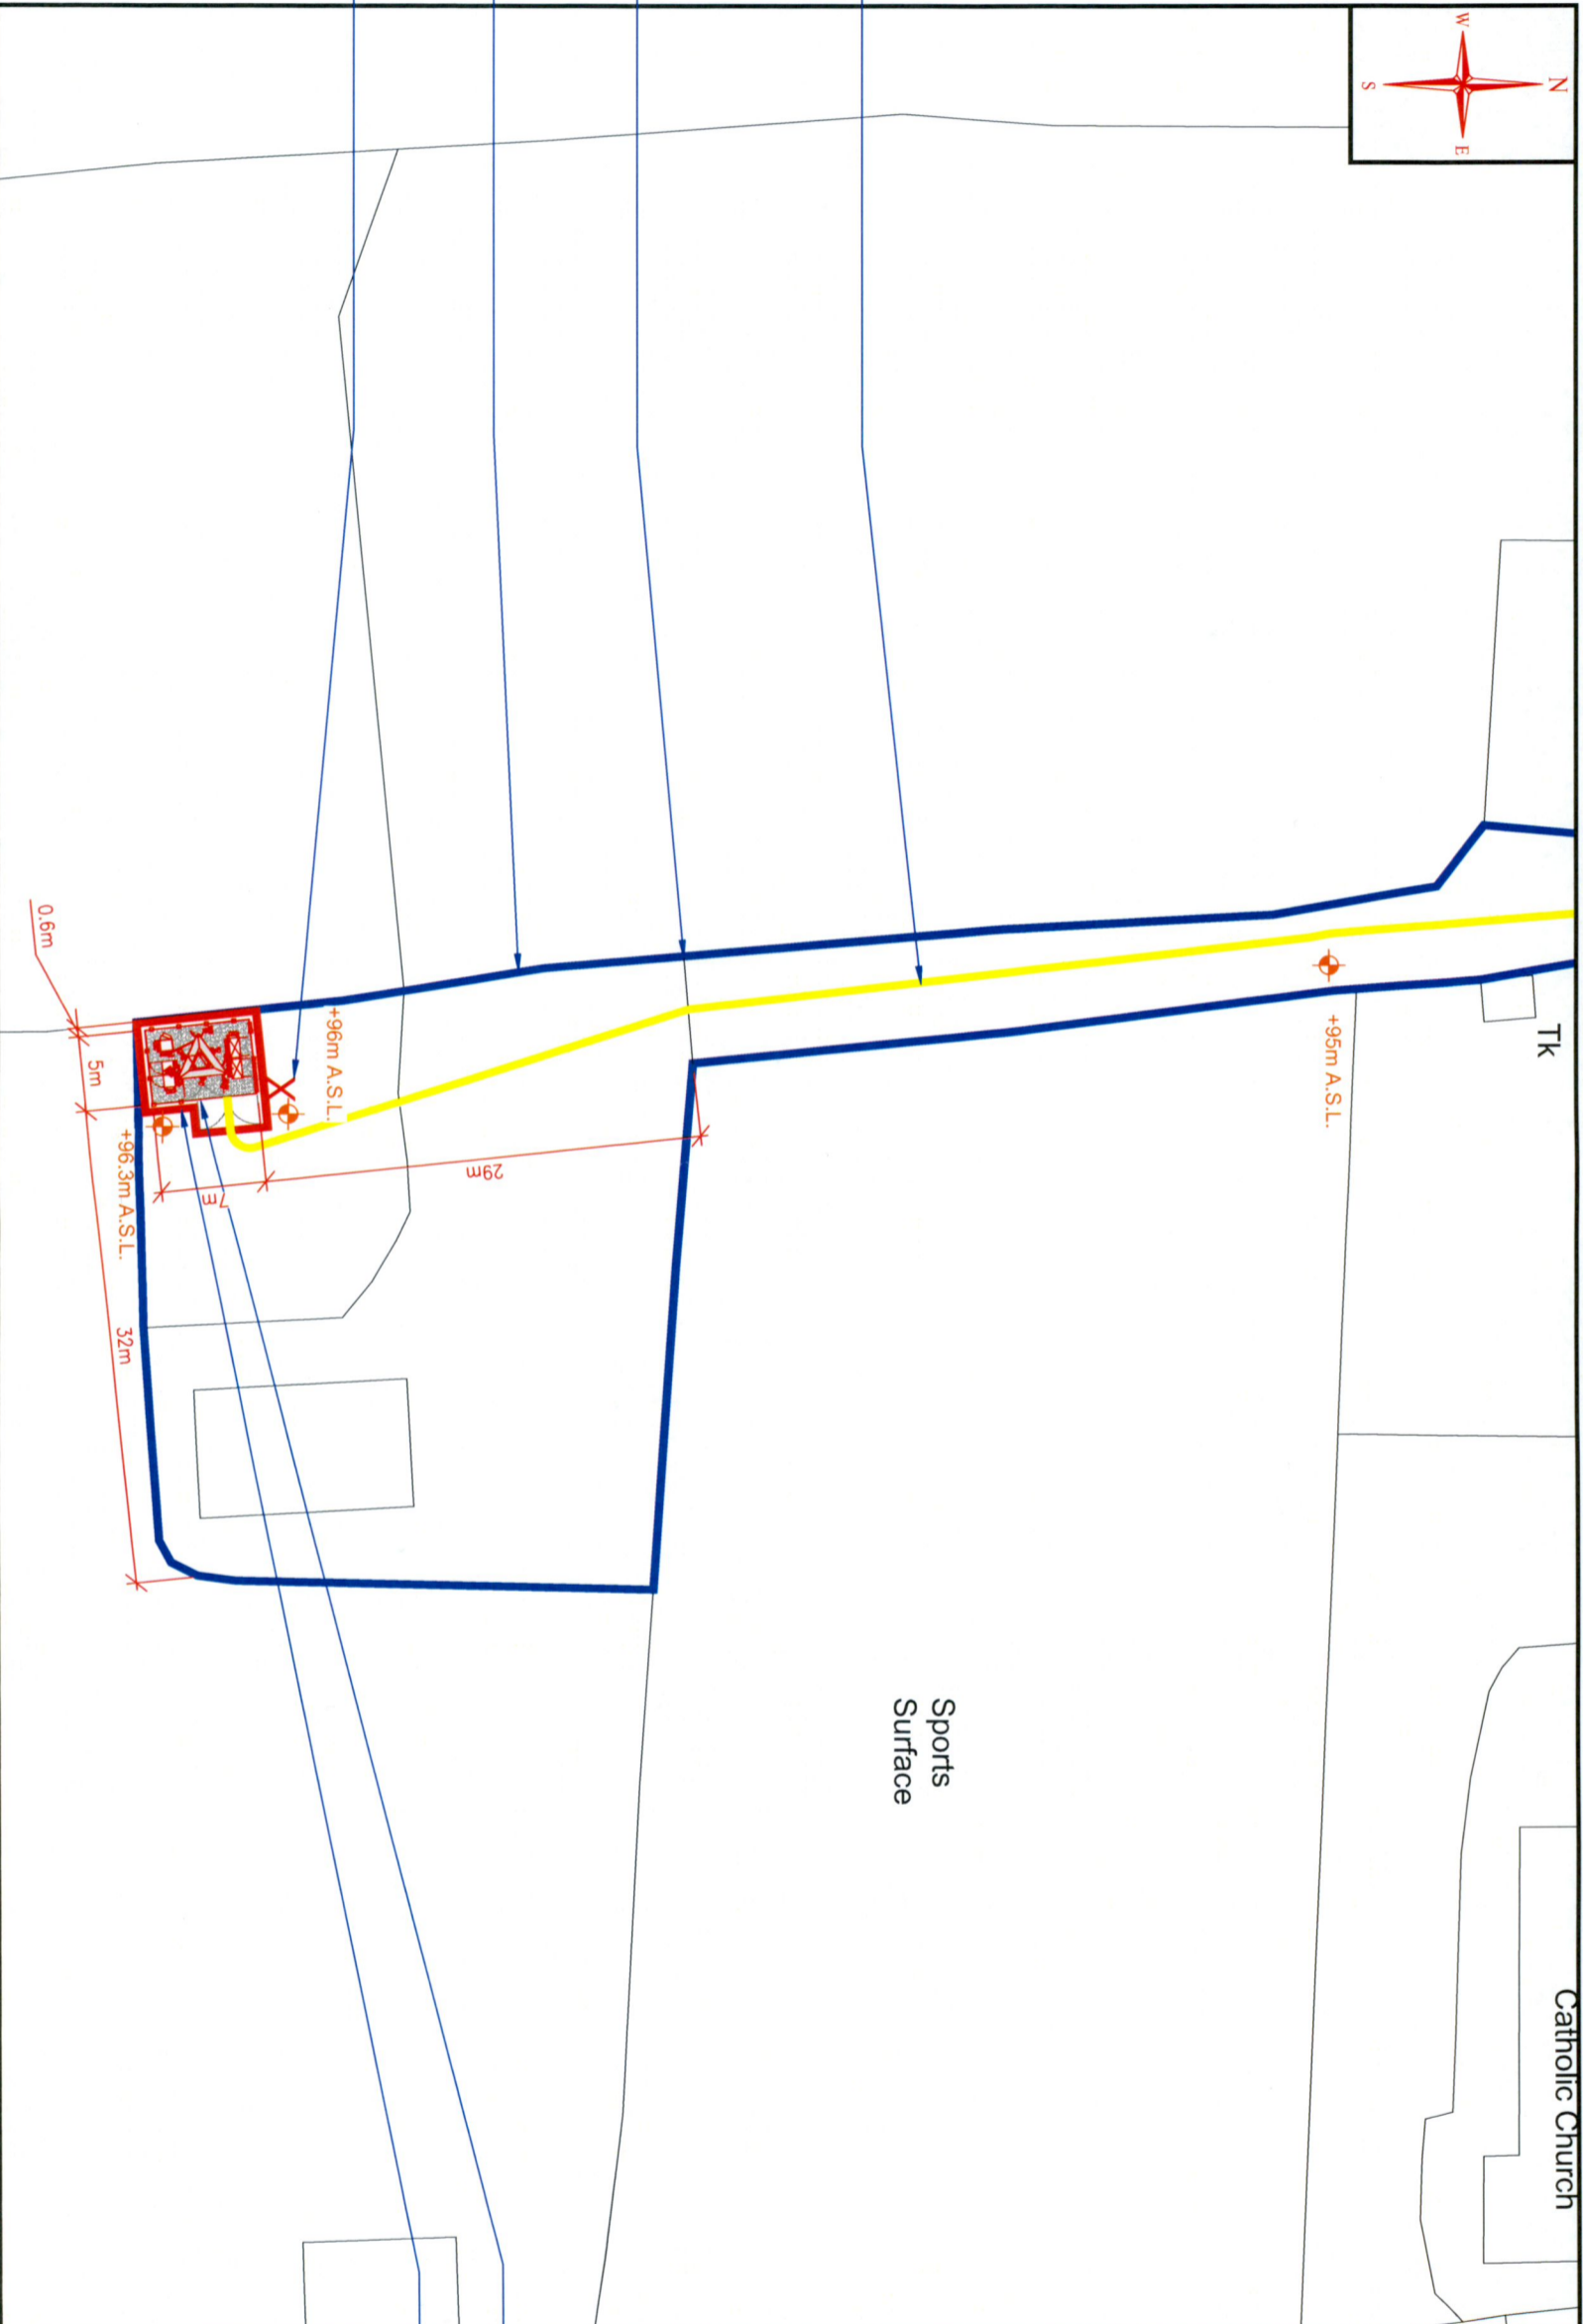 N
W
E
S
Tk
Catholic Church
+95m A.S.L.
Sports
Surface
+96m A.S.L.
29m
7m
+96.3m A.S.L.
0.6m
5m
32m